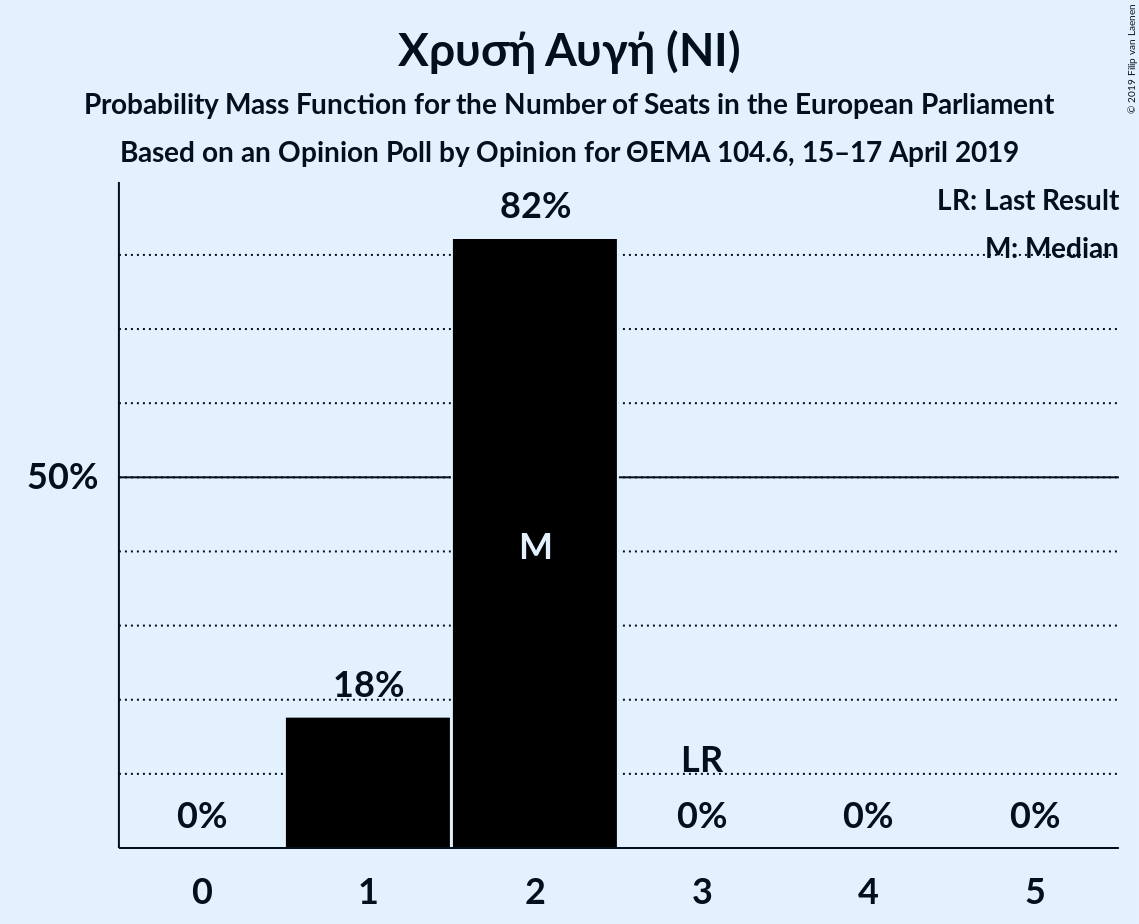 Χρυσή Αυγή (NI)
Probability Mass Function for the Number of Seats in the European Parliament
Based on an Opinion Poll by Opinion for ΘΕΜΑ 104.6, 15–17 April 2019
© 2019 Filip van Laenen
LR: Last Result
M: Median
82%
50%
M
18%
LR
0% 0% 0% 0%
0 1 2 3 4 5